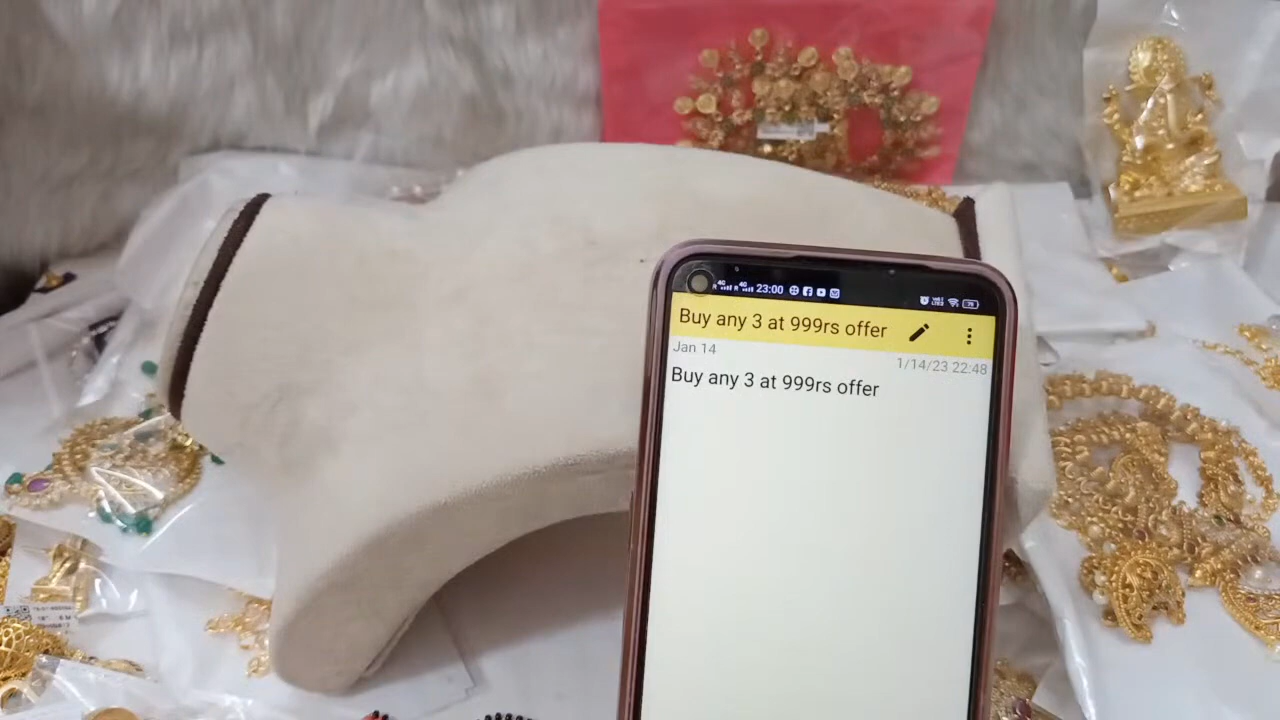 23:00
Buy any 3 at 999rs offer
Jan 14
1/14/23 22:48
Buy any 3 at 999rs offer